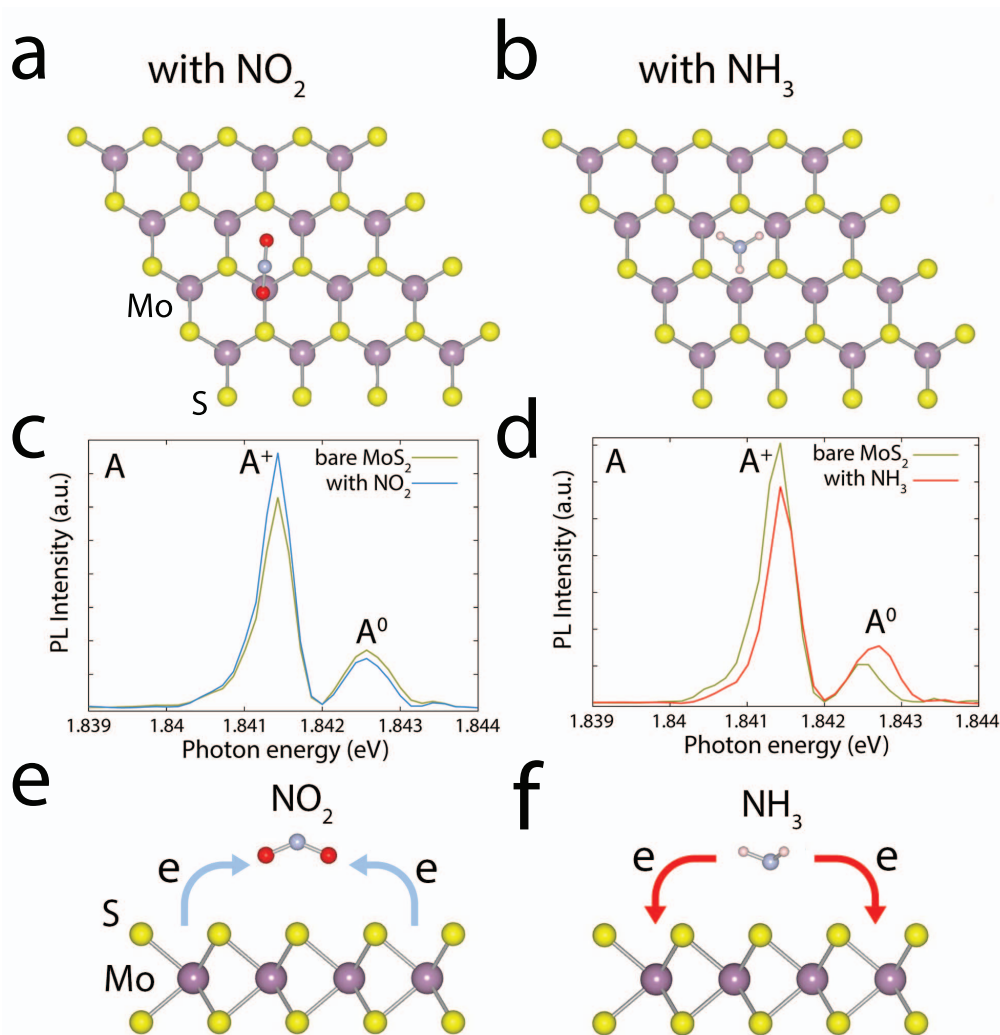 a
with NO₂
b
with NH₃
Mo
S
c
A
A⁺
bare MoS₂
with NO₂
A⁰
PL Intensity (a.u.)
1.839 1.84 1.841 1.842 1.843 1.844
Photon energy (eV)
d
A
A⁺
bare MoS₂
with NH₃
A⁰
PL Intensity (a.u.)
1.839 1.84 1.841 1.842 1.843 1.844
Photon energy (eV)
e
NO₂
e
e
S
Mo
f
NH₃
e
e